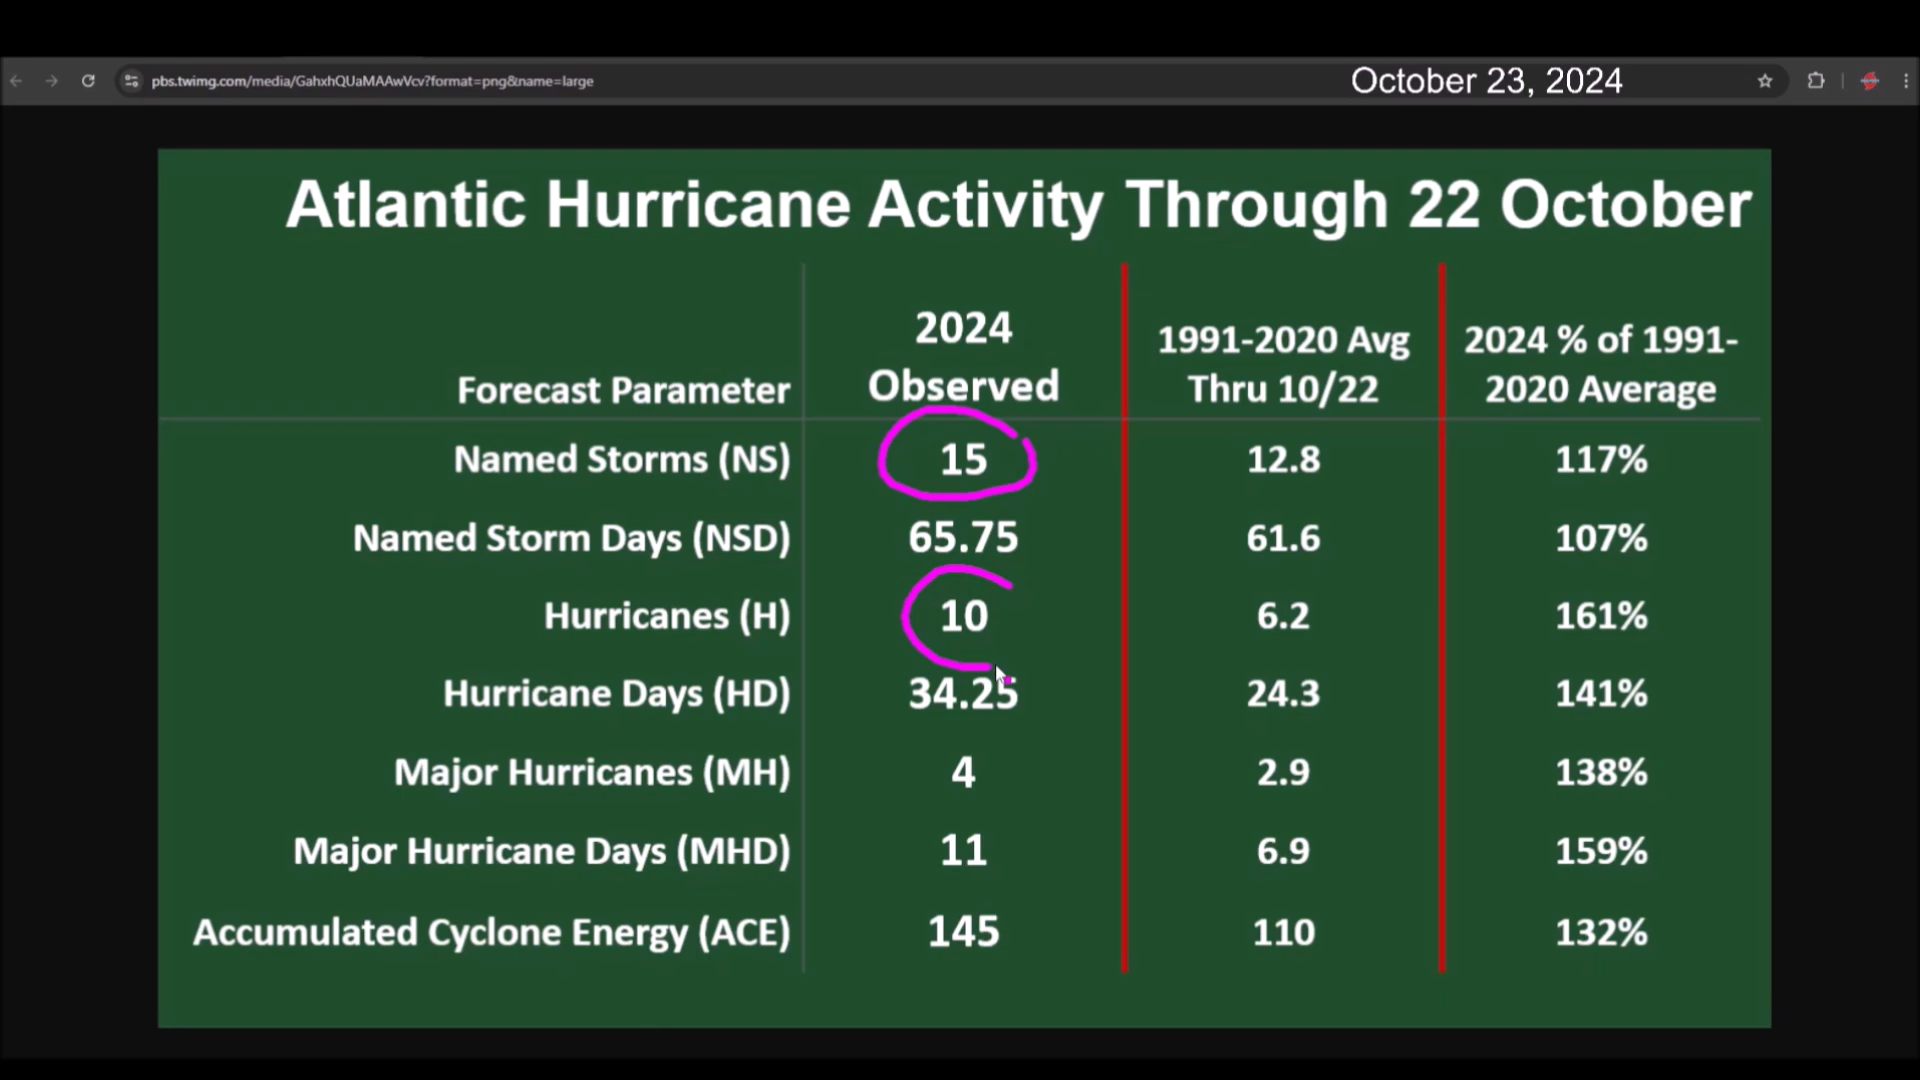 pbs.twimg.com/media/GahxhQUaMAAwVcv?format=png&name=large
October 23, 2024
Atlantic Hurricane Activity Through 22 October
Forecast Parameter
2024
Observed
1991-2020 Avg
Thru 10/22
2024 % of 1991-
2020 Average
Named Storms (NS) 15 12.8 117%
Named Storm Days (NSD) 65.75 61.6 107%
Hurricanes (H) 10 6.2 161%
Hurricane Days (HD) 34.25 24.3 141%
Major Hurricanes (MH) 4 2.9 138%
Major Hurricane Days (MHD) 11 6.9 159%
Accumulated Cyclone Energy (ACE) 145 110 132%